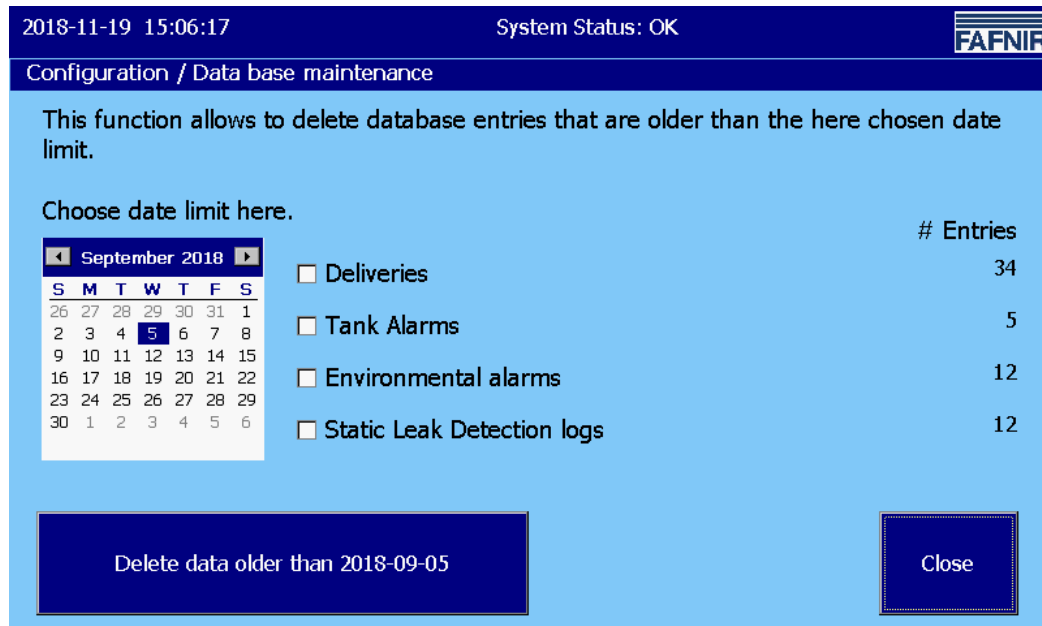 2018-11-19 15:06:17 System Status: OK FAFNIR
Configuration / Data base maintenance
This function allows to delete database entries that are older than the here chosen date
limit.
Choose date limit here.
# Entries
September 2018
S M T W T F S
26 27 28 29 30 31 1
2 3 4 5 6 7 8
9 10 11 12 13 14 15
16 17 18 19 20 21 22
23 24 25 26 27 28 29
30 1 2 3 4 5 6
Deliveries 34
Tank Alarms 5
Environmental alarms 12
Static Leak Detection logs 12
Delete data older than 2018-09-05
Close